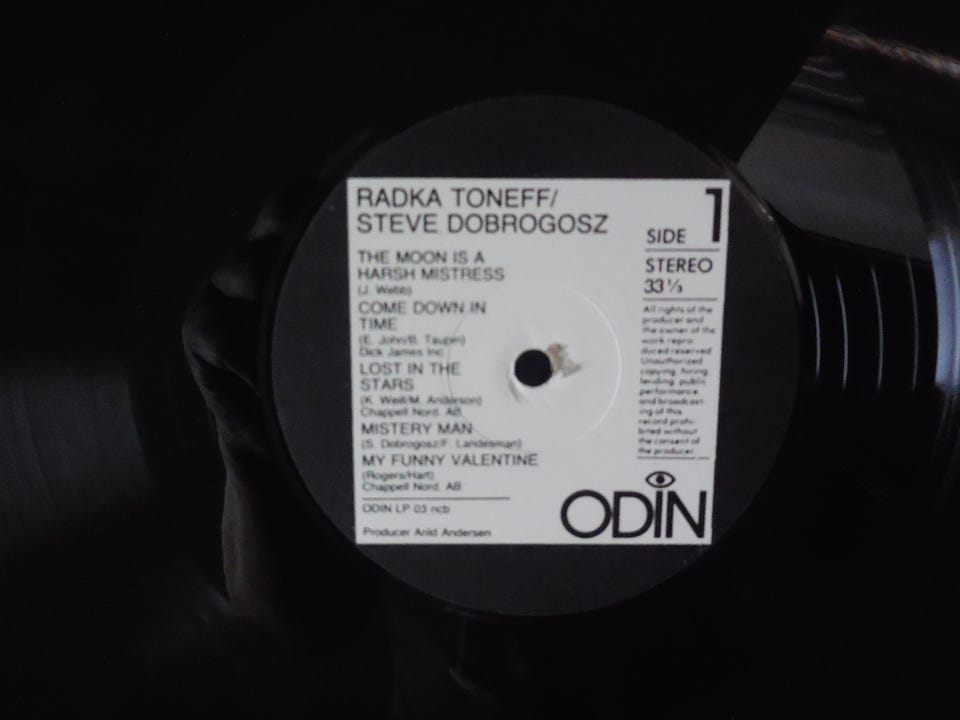 RADKA TONEFF/
STEVE DOBROGOSZ
THE MOON IS A
HARSH MISTRESS
(J. Webb)
COME DOWN IN
TIME
(E. John/B. Taupin)
Dick James Inc.
LOST IN THE
STARS
(K. Weill/M. Anderson)
Chappell Nord. AB.
MISTERY MAN
(S. Dobrogosz/F. Landesman)
MY FUNNY VALENTINE
(Rogers/Hart)
Chappell Nord. AB
ODIN LP 03 ncb
Producer Arild Andersen
SIDE 1
STEREO
33 1/3
All rights of the
producer and
the owner of the
work repro-
duced reserved
Unauthorized
copying, hiring,
lending, public
performance
and broadcast-
ing of this
record prohi-
bited without
the consent of
the producer.
ODIN